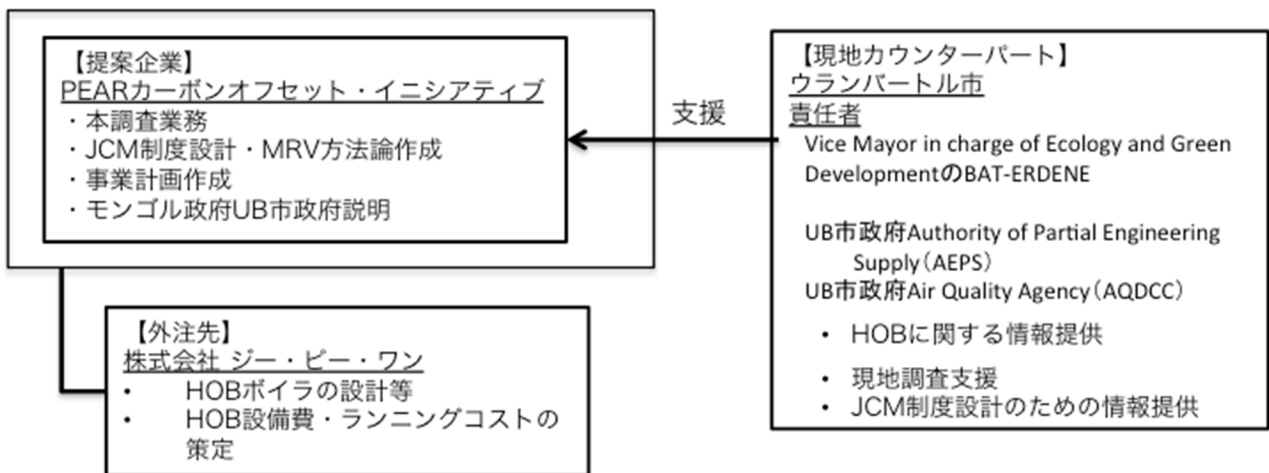 【提案企業】
PEARカーボンオフセット・イニシアティブ
・本調査業務
・JCM制度設計・MRV方法論作成
・事業計画作成
・モンゴル政府UB市政府説明
支援
【現地カウンターパート】
ウランバートル市
責任者
Vice Mayor in charge of Ecology and Green
DevelopmentのBAT-ERDENE
UB市政府Authority of Partial Engineering
Supply(AEPS)
UB市政府Air Quality Agency(AQDCC)
• HOBに関する情報提供
• 現地調査支援
• JCM制度設計のための情報提供
【外注先】
株式会社 ジー・ピー・ワン
• HOBボイラの設計等
• HOB設備費・ランニングコストの
策定